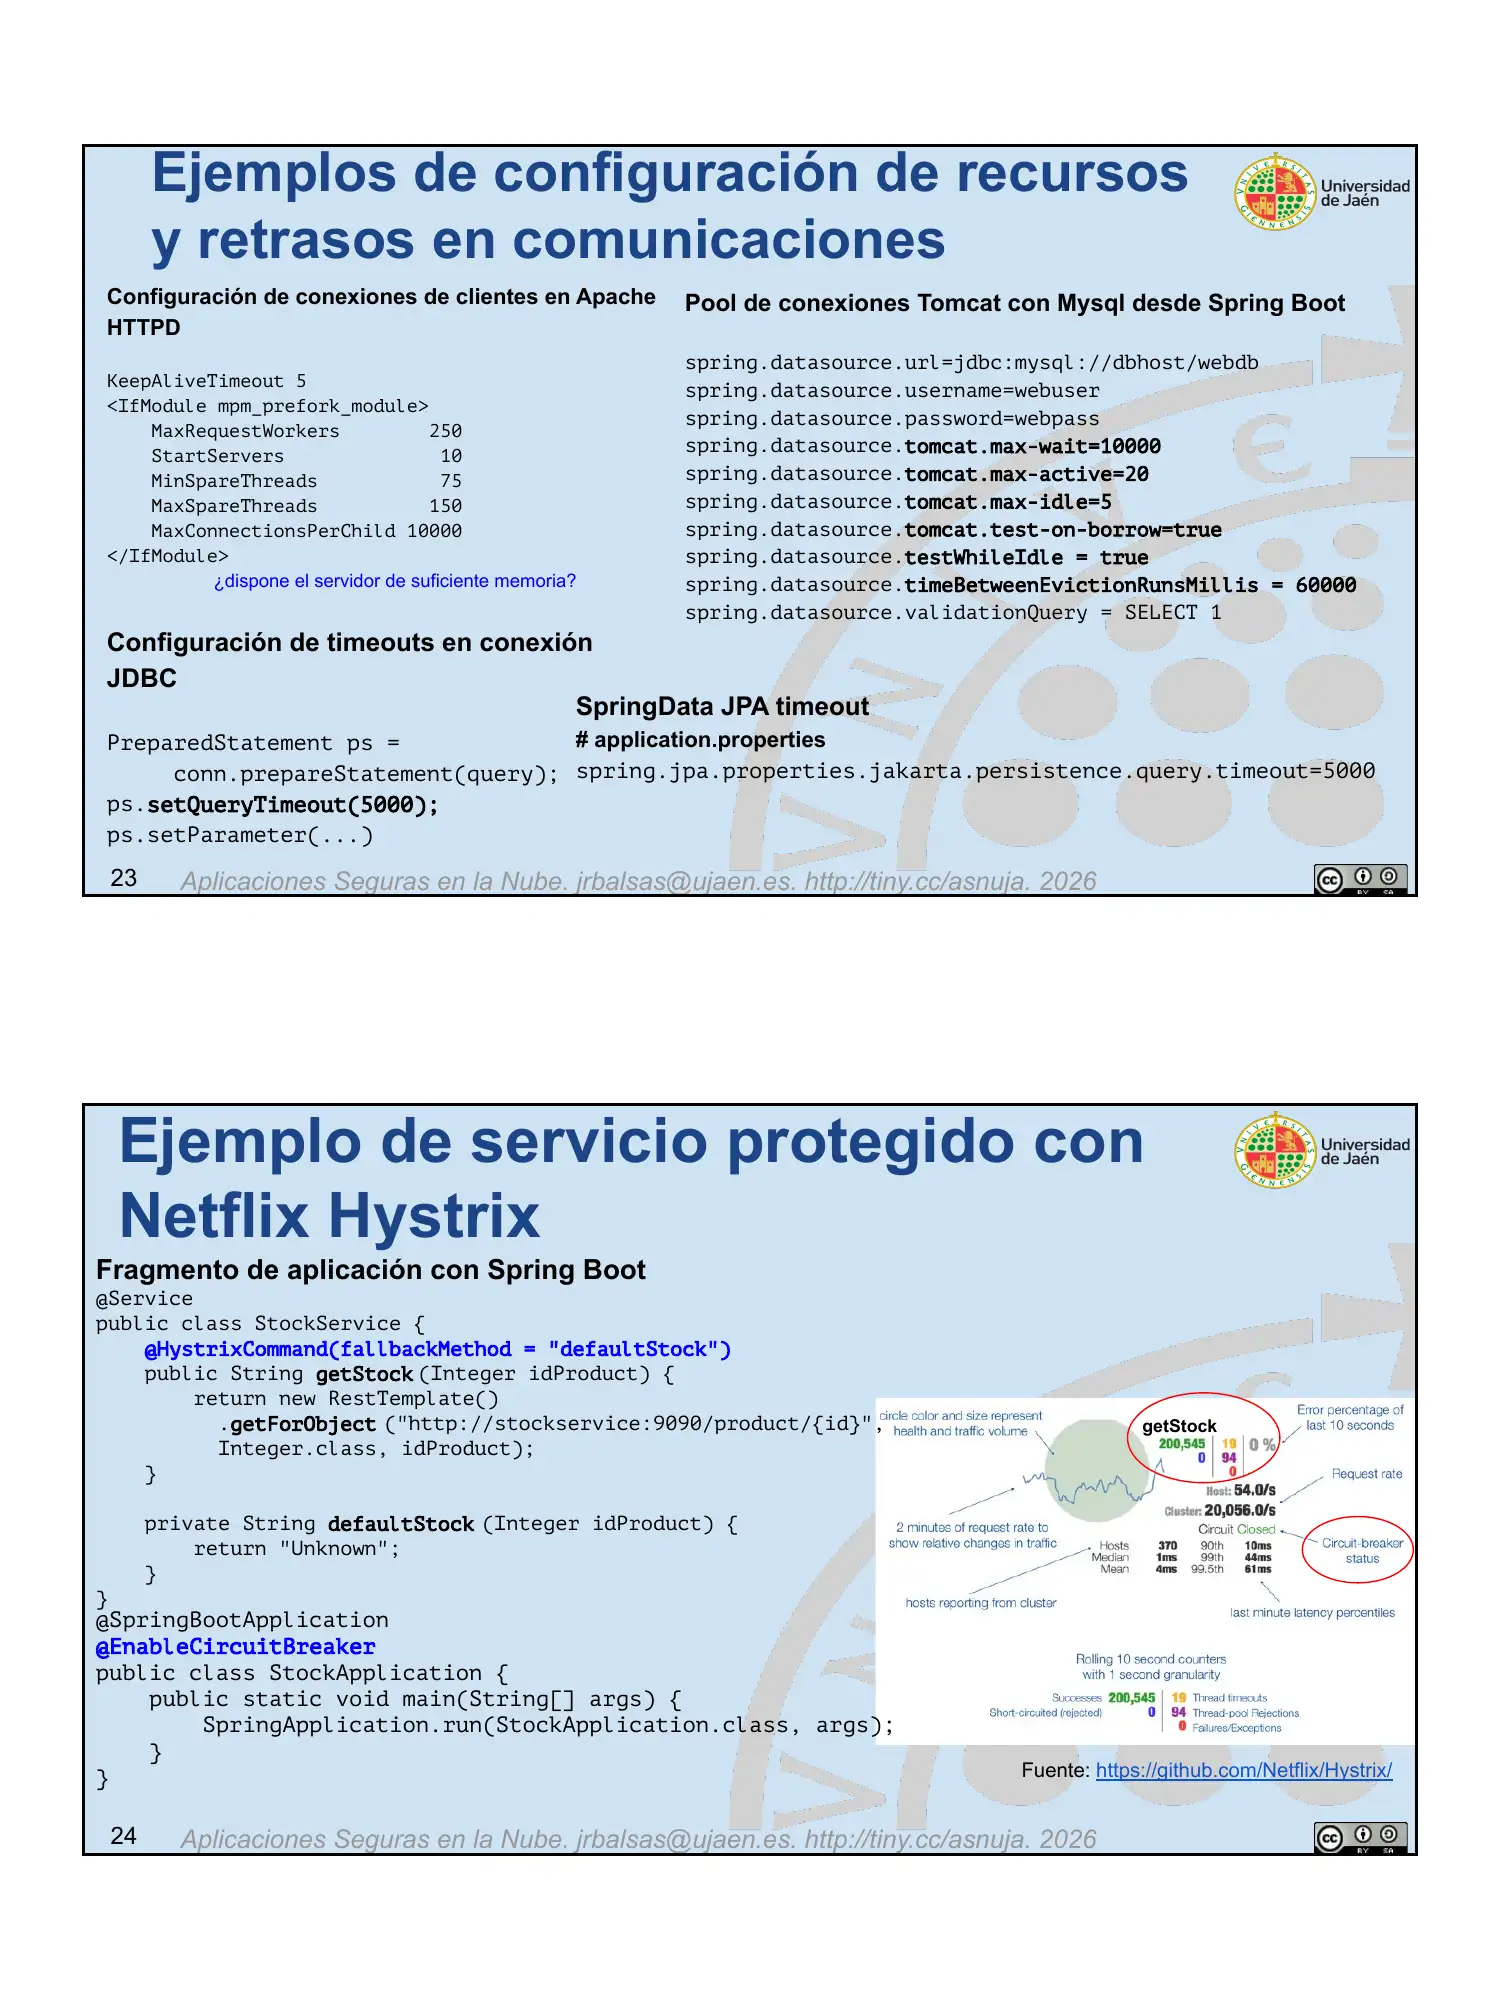 Ejemplos de configuración de recursos
y retrasos en comunicaciones
Universidad
de Jaén
Configuración de conexiones de clientes en Apache
HTTPD
KeepAliveTimeout 5
<IfModule mpm_prefork_module>
    MaxRequestWorkers        250
    StartServers              10
    MinSpareThreads           75
    MaxSpareThreads          150
    MaxConnectionsPerChild 10000
</IfModule>
¿dispone el servidor de suficiente memoria?
Pool de conexiones Tomcat con Mysql desde Spring Boot
spring.datasource.url=jdbc:mysql://dbhost/webdb
spring.datasource.username=webuser
spring.datasource.password=webpass
spring.datasource.tomcat.max-wait=10000
spring.datasource.tomcat.max-active=20
spring.datasource.tomcat.max-idle=5
spring.datasource.tomcat.test-on-borrow=true
spring.datasource.testWhileIdle = true
spring.datasource.timeBetweenEvictionRunsMillis = 60000
spring.datasource.validationQuery = SELECT 1
Configuración de timeouts en conexión
JDBC
PreparedStatement ps =
     conn.prepareStatement(query);
ps.setQueryTimeout(5000);
ps.setParameter(...)
SpringData JPA timeout
# application.properties
spring.jpa.properties.jakarta.persistence.query.timeout=5000
23
Aplicaciones Seguras en la Nube. jrbalsas@ujaen.es. http://tiny.cc/asnuja. 2026
cc BY SA
Ejemplo de servicio protegido con
Netflix Hystrix
Universidad
de Jaén
Fragmento de aplicación con Spring Boot
@Service
public class StockService {
    @HystrixCommand(fallbackMethod = "defaultStock")
    public String getStock(Integer idProduct) {
        return new RestTemplate()
          .getForObject ("http://stockservice:9090/product/{id}",
          Integer.class, idProduct);
    }
    private String defaultStock (Integer idProduct) {
        return "Unknown";
    }
}
@SpringBootApplication
@EnableCircuitBreaker
public class StockApplication {
    public static void main(String[] args) {
        SpringApplication.run(StockApplication.class, args);
    }
}
circle color and size represent
health and traffic volume
getStock
200,545 19 0 %
0 94
0
Error percentage of
last 10 seconds
Request rate
Host: 54.0/s
Cluster: 20,056.0/s
Circuit Closed
Circuit-breaker
status
2 minutes of request rate to
show relative changes in traffic
Hosts 370 90th 10ms
Median 1ms 99th 44ms
Mean 4ms 99.5th 61ms
hosts reporting from cluster
last minute latency percentiles
Rolling 10 second counters
with 1 second granularity
Successes 200,545 19 Thread timeouts
Short-circuited (rejected) 0 94 Thread-pool Rejections
0 Failures/Exceptions
Fuente: https://github.com/Netflix/Hystrix/
24
Aplicaciones Seguras en la Nube. jrbalsas@ujaen.es. http://tiny.cc/asnuja. 2026
cc BY SA